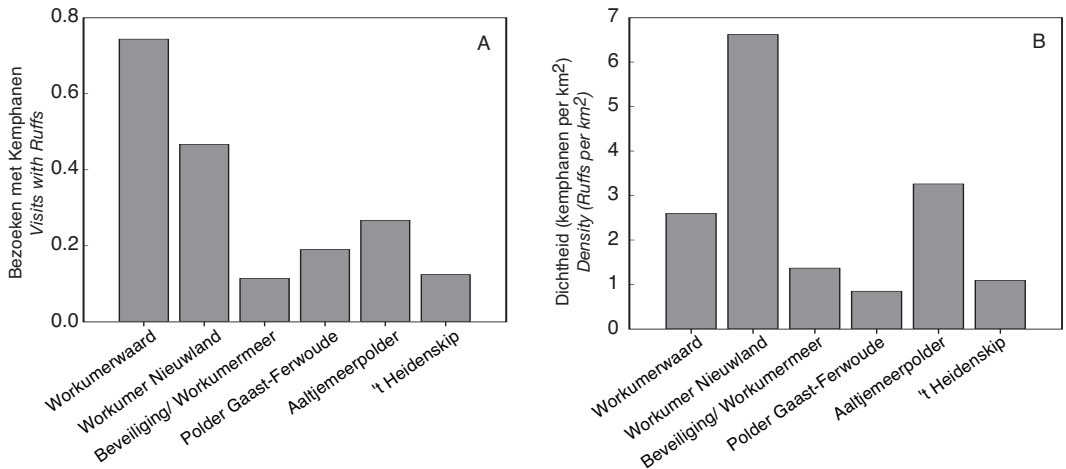 A
Bezoeken met Kemphanen
Visits with Ruffs
0.8
0.6
0.4
0.2
0.0
Workumerwaard
Workumer Nieuwland
Beveiliging/ Workumermeer
Polder Gaast-Ferwoude
Aaltjemeerpolder
't Heidenskip
B
Dichtheid (kemphanen per km²)
Density (Ruffs per km²)
7
6
5
4
3
2
1
0
Workumerwaard
Workumer Nieuwland
Beveiliging/ Workumermeer
Polder Gaast-Ferwoude
Aaltjemeerpolder
't Heidenskip